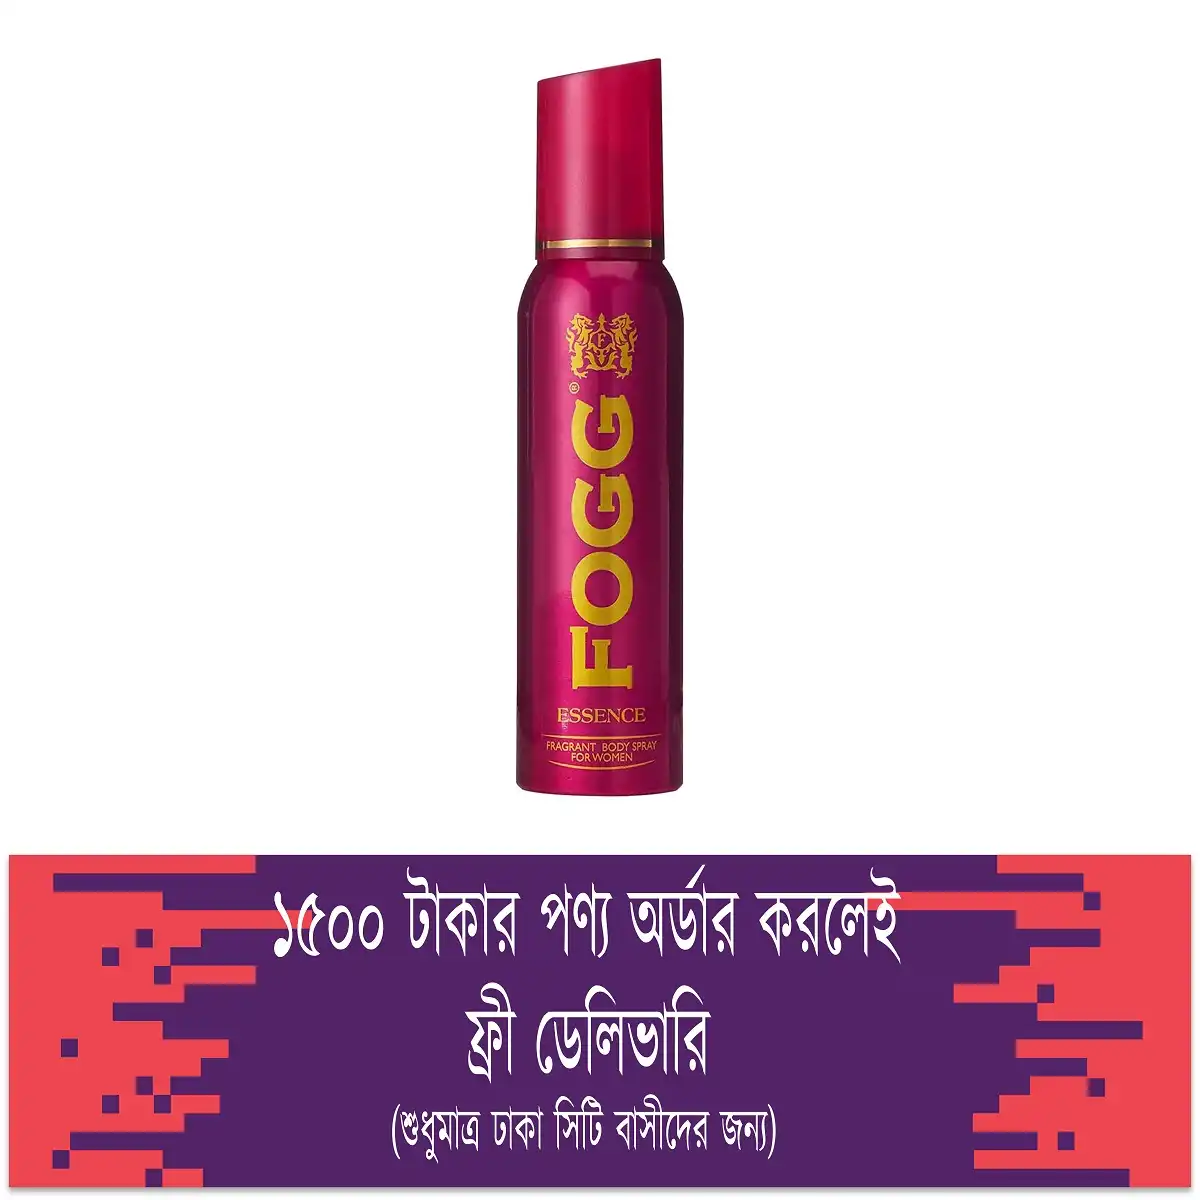 F
FOGG®
ESSENCE
FRAGRANT BODY SPRAY
FOR WOMEN
১৫০০ টাকার পণ্য অর্ডার করলেই
ফ্রী ডেলিভারি
(শুধুমাত্র ঢাকা সিটি বাসীদের জন্য)